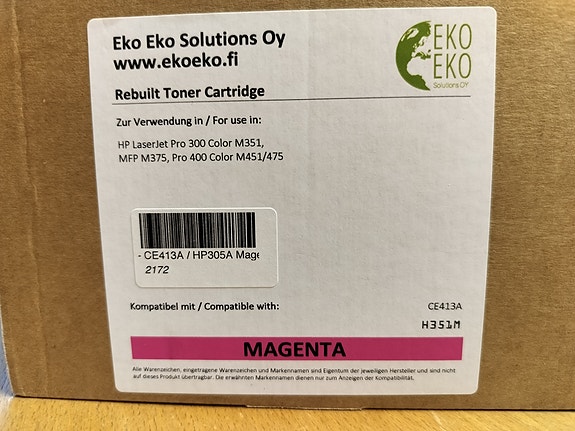 Eko Eko Solutions Oy
www.ekoeko.fi
EKO
EKO
Solutions OY
Rebuilt Toner Cartridge
Zur Verwendung in / For use in:
HP LaserJet Pro 300 Color M351,
MFP M375, Pro 400 Color M451/475
- CE413A / HP305A Mage
2172
Kompatibel mit / Compatible with: CE413A
H351M
MAGENTA
Alle Warenzeichen, eingetragene Warenzeichen und Markennamen sind Eigentum der jeweiligen Hersteller und sind nicht
auf dieses Produkt übertragbar. Die erwähnten Markennamen dienen nur zum Anzeigen der Kompatibilität.